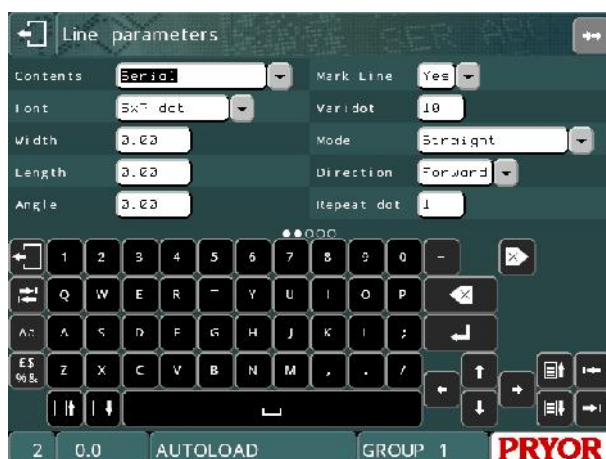 Line parameters
Contents Serial Mark Line Yes
Font 5x7 dot Varidot 10
Width 0.00 Mode Straight
Length 0.00 Direction Forward
Angle 0.00 Repeat dot 1
1 2 3 4 5 6 7 8 9 0 -
Q W E R T Y U I O P
A S D F G H J K L ;
£$ %& Z X C V B N M , . /
2 0.0 AUTOLOAD GROUP 1 PRYOR